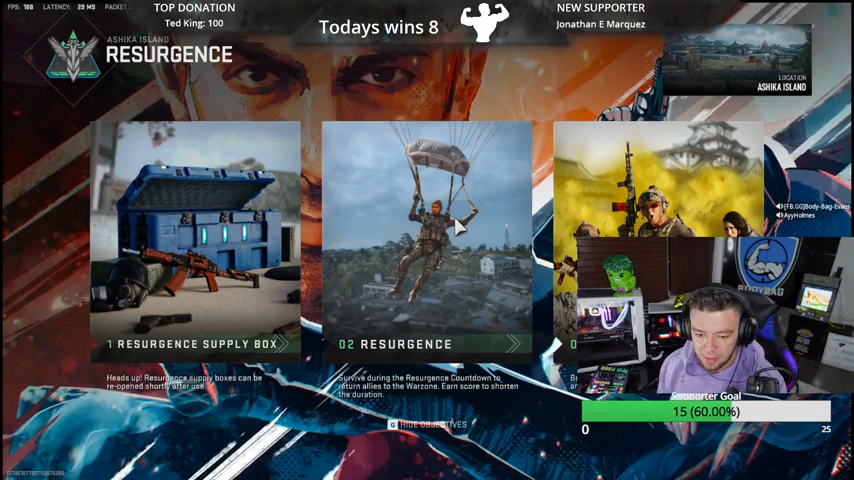 FPS: 188 LATENCY: 29 MS PACKET
TOP DONATION
Ted King: 100
Todays wins 8
NEW SUPPORTER
Jonathan E Marquez
ASHIKA ISLAND
RESURGENCE
LOCATION
ASHIKA ISLAND
[FB.GG]Body-Bag-Evans
AyyHolmes
BODYBAG
1 RESURGENCE SUPPLY BOX
02 RESURGENCE
0
Heads up! Resurgence supply boxes can be
re-opened shortly after use.
Survive during the Resurgence Countdown to
return allies to the Warzone. Earn score to shorten
the duration.
G HIDE OBJECTIVES
Supporter Goal
15 (60.00%)
0
25